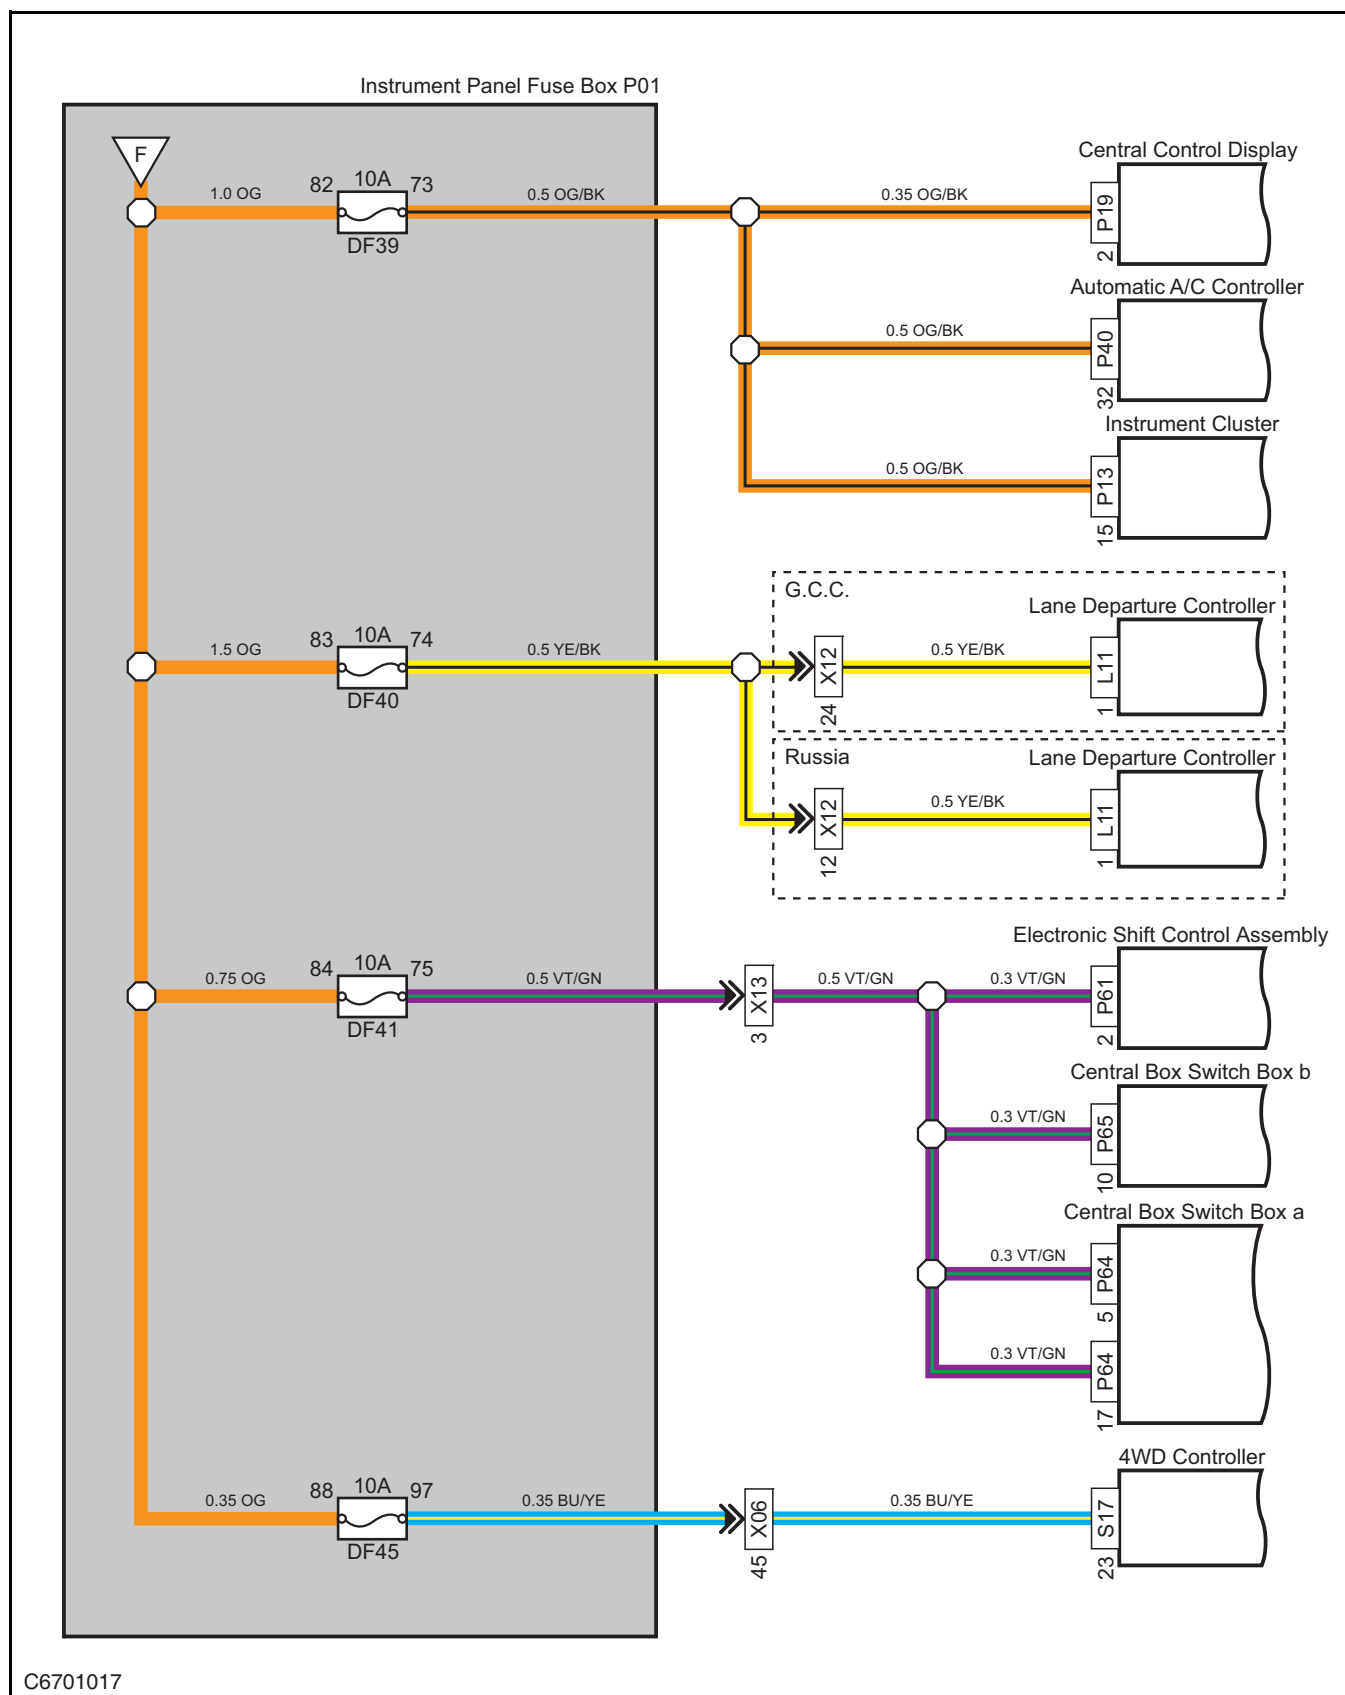 Instrument Panel Fuse Box P01
F
1.0 OG
82
10A
73
DF39
0.5 OG/BK
0.35 OG/BK
Central Control Display
P19
2
Automatic A/C Controller
0.5 OG/BK
P40
32
Instrument Cluster
0.5 OG/BK
P13
15
G.C.C.
Lane Departure Controller
1.5 OG
83
10A
74
DF40
0.5 YE/BK
X12
24
0.5 YE/BK
L11
1
Russia
Lane Departure Controller
X12
12
0.5 YE/BK
L11
1
Electronic Shift Control Assembly
0.75 OG
84
10A
75
DF41
0.5 VT/GN
X13
3
0.5 VT/GN
0.3 VT/GN
P61
2
Central Box Switch Box b
0.3 VT/GN
P65
10
Central Box Switch Box a
0.3 VT/GN
P64
5
0.3 VT/GN
P64
17
4WD Controller
0.35 OG
88
10A
97
DF45
0.35 BU/YE
X06
45
0.35 BU/YE
S17
23
C6701017